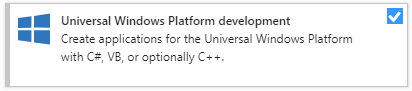 Universal Windows Platform development
Create applications for the Universal Windows Platform
with C#, VB, or optionally C++.